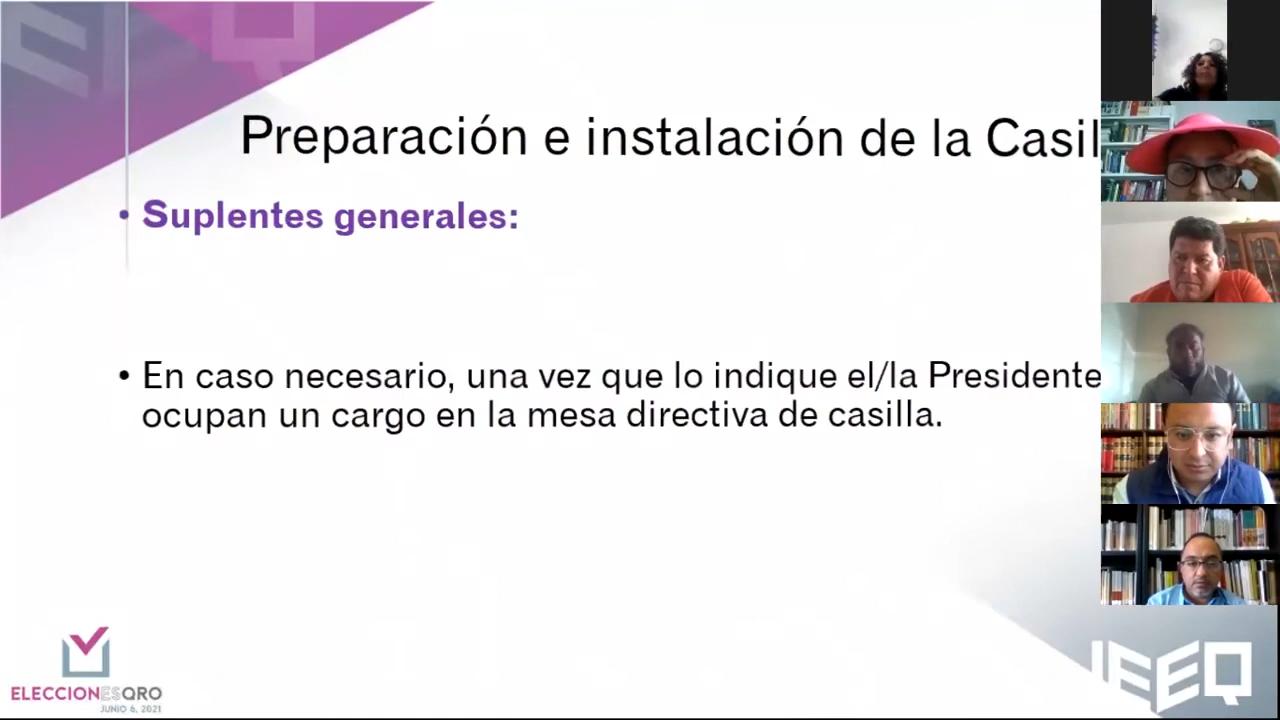 Preparación e instalación de la Casil
• Suplentes generales:
• En caso necesario, una vez que lo indique el/la Presidente
ocupan un cargo en la mesa directiva de casilla.
ELECCIONESQRO
JUNIO 6, 2021
IEEQ